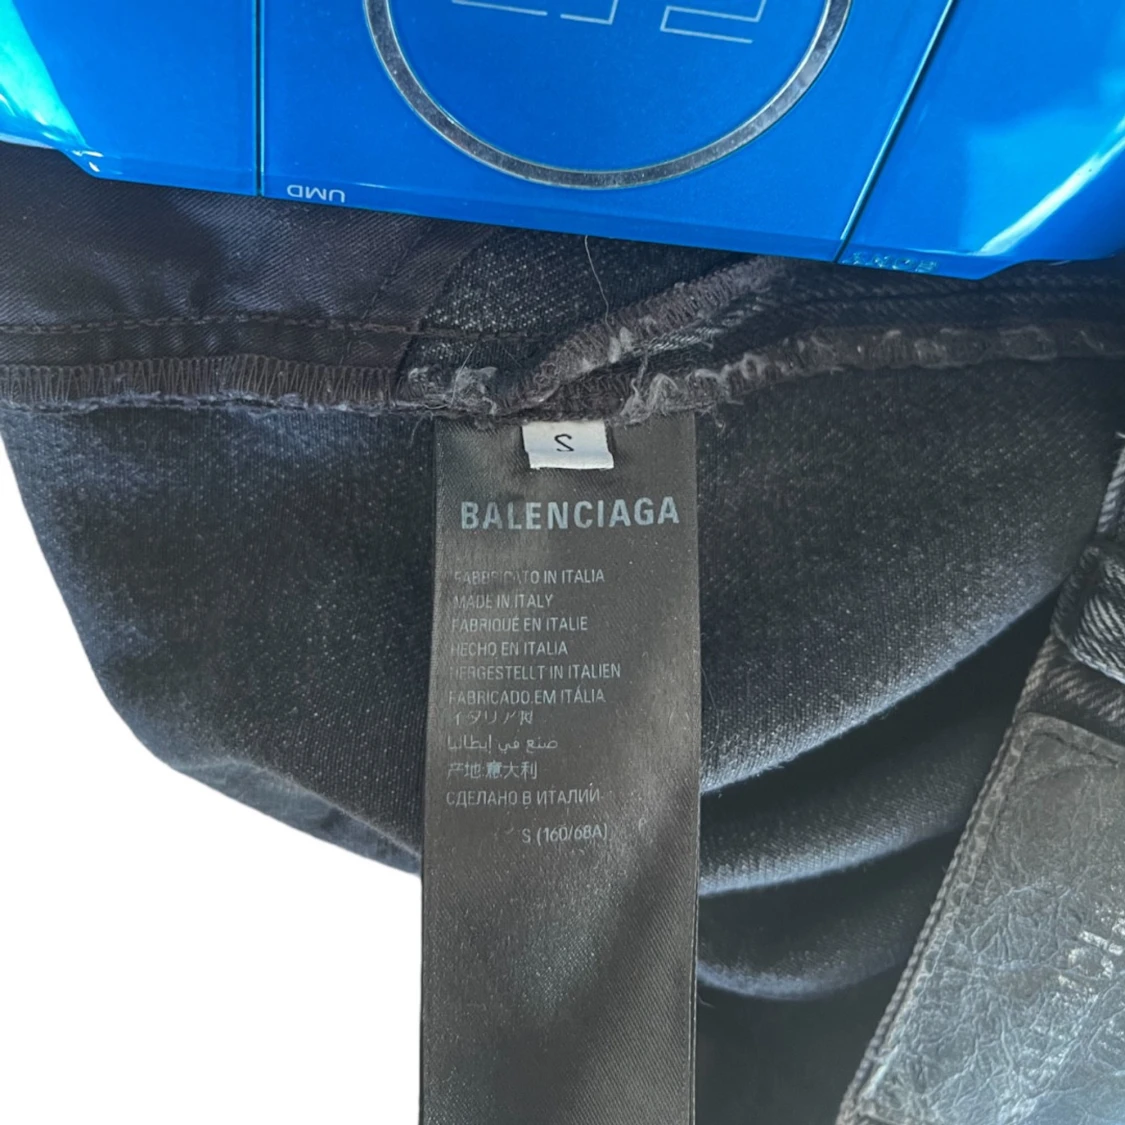 UMD
SONY
S
BALENCIAGA
FABBRICATO IN ITALIA
MADE IN ITALY
FABRIQUÉ EN ITALIE
HECHO EN ITALIA
HERGESTELLT IN ITALIEN
FABRICADO EM ITÁLIA
イタリア製
صنع في إيطاليا
产地:意大利
СДЕЛАНО В ИТАЛИИ
S (160/68A)